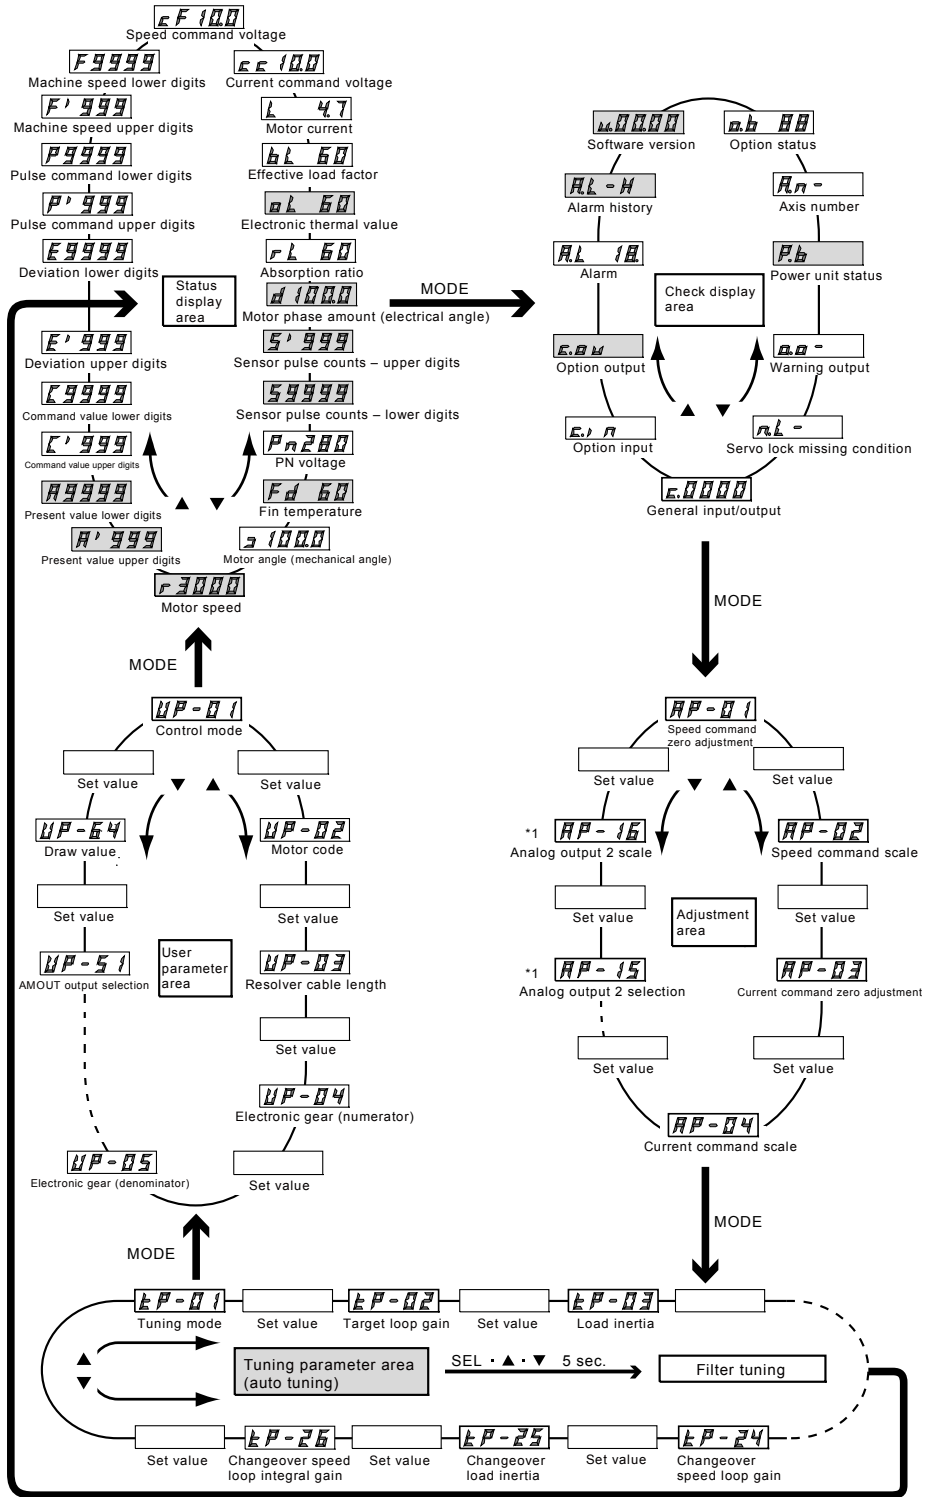 cF 10.0
Speed command voltage
F9999
Machine speed lower digits
F' 999
Machine speed upper digits
P9999
Pulse command lower digits
P' 999
Pulse command upper digits
E9999
Deviation lower digits
E' 999
Deviation upper digits
C9999
Command value lower digits
C' 999
Command value upper digits
A9999
Present value lower digits
A' 999
Present value upper digits
cc 10.0
Current command voltage
L 4.7
Motor current
bL 60
Effective load factor
oL 60
Electronic thermal value
rL 60
Absorption ratio
d 100.0
Motor phase amount (electrical angle)
S' 999
Sensor pulse counts – upper digits
S9999
Sensor pulse counts – lower digits
Pn280
PN voltage
Fd 60
Fin temperature
100.0
Motor angle (mechanical angle)
r3000
Motor speed
Status
display
area
▲ ▼
MODE
u.00.00
Software version
o.b 88
Option status
A.L - H
Alarm history
A.n -
Axis number
A.L 18.
Alarm
P.b
Power unit status
Check display
area
c.ou
Option output
o.o -
Warning output
▲ ▼
c.i n
Option input
n.L -
Servo lock missing condition
c.0000
General input/output
MODE
MODE
UP-01
Control mode
Set value
Set value
▼ ▲
UP-64
Draw value
UP-02
Motor code
Set value
Set value
UP-51
AMOUT output selection
User
parameter
area
UP-03
Resolver cable length
Set value
UP-04
Electronic gear (numerator)
UP-05
Electronic gear (denominator)
Set value
MODE
AP-01
Speed command
zero adjustment
Set value
Set value
▼ ▲
*1 AP-16
Analog output 2 scale
AP-02
Speed command scale
Set value
Adjustment
area
Set value
*1 AP-15
Analog output 2 selection
AP-03
Current command zero adjustment
Set value
Set value
AP-04
Current command scale
MODE
tP-01
Tuning mode
Set value
tP-02
Target loop gain
Set value
tP-03
Load inertia
▲
▼
Tuning parameter area
(auto tuning)
SEL · ▲ · ▼ 5 sec.
Filter tuning
Set value
tP-26
Changeover speed
loop integral gain
Set value
tP-25
Changeover
load inertia
Set value
tP-24
Changeover
speed loop gain